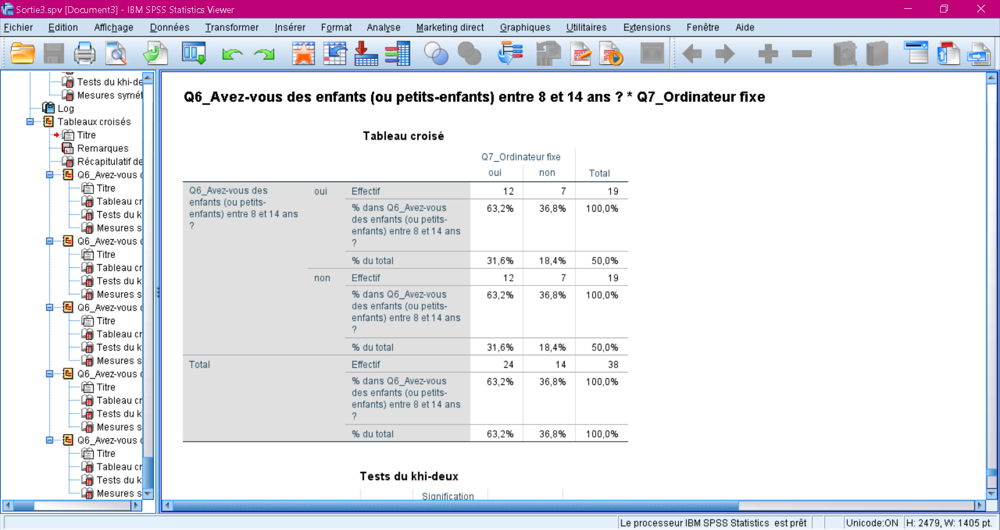 Sortie3.spv [Document3] - IBM SPSS Statistics Viewer
Fichier Edition Affichage Données Transformer Insérer Format Analyse Marketing direct Graphiques Utilitaires Extensions Fenêtre Aide
Tests du khi-de
Mesures symét
Log
Tableaux croisés
Titre
Remarques
Récapitulatif de
Q6_Avez-vous d
Titre
Tableau cr
Tests du k
Mesures s
Q6_Avez-vous d
Titre
Tableau cr
Tests du k
Mesures s
Q6_Avez-vous d
Titre
Tableau cr
Tests du k
Mesures s
Q6_Avez-vous d
Titre
Tableau cr
Tests du k
Mesures s
Q6_Avez-vous d
Titre
Tableau cr
Tests du k
Mesures s
Q6_Avez-vous des enfants (ou petits-enfants) entre 8 et 14 ans ? * Q7_Ordinateur fixe
Tableau croisé
Q7_Ordinateur fixe
oui non Total
Q6_Avez-vous des
enfants (ou petits-
enfants) entre 8 et 14 ans
?
oui Effectif 12 7 19
% dans Q6_Avez-vous 63,2% 36,8% 100,0%
des enfants (ou petits-
enfants) entre 8 et 14 ans
?
% du total 31,6% 18,4% 50,0%
non Effectif 12 7 19
% dans Q6_Avez-vous 63,2% 36,8% 100,0%
des enfants (ou petits-
enfants) entre 8 et 14 ans
?
% du total 31,6% 18,4% 50,0%
Total Effectif 24 14 38
% dans Q6_Avez-vous 63,2% 36,8% 100,0%
des enfants (ou petits-
enfants) entre 8 et 14 ans
?
% du total 63,2% 36,8% 100,0%
Tests du khi-deux
Signification
Le processeur IBM SPSS Statistics est prêt Unicode:ON H: 2479, W: 1405 pt.